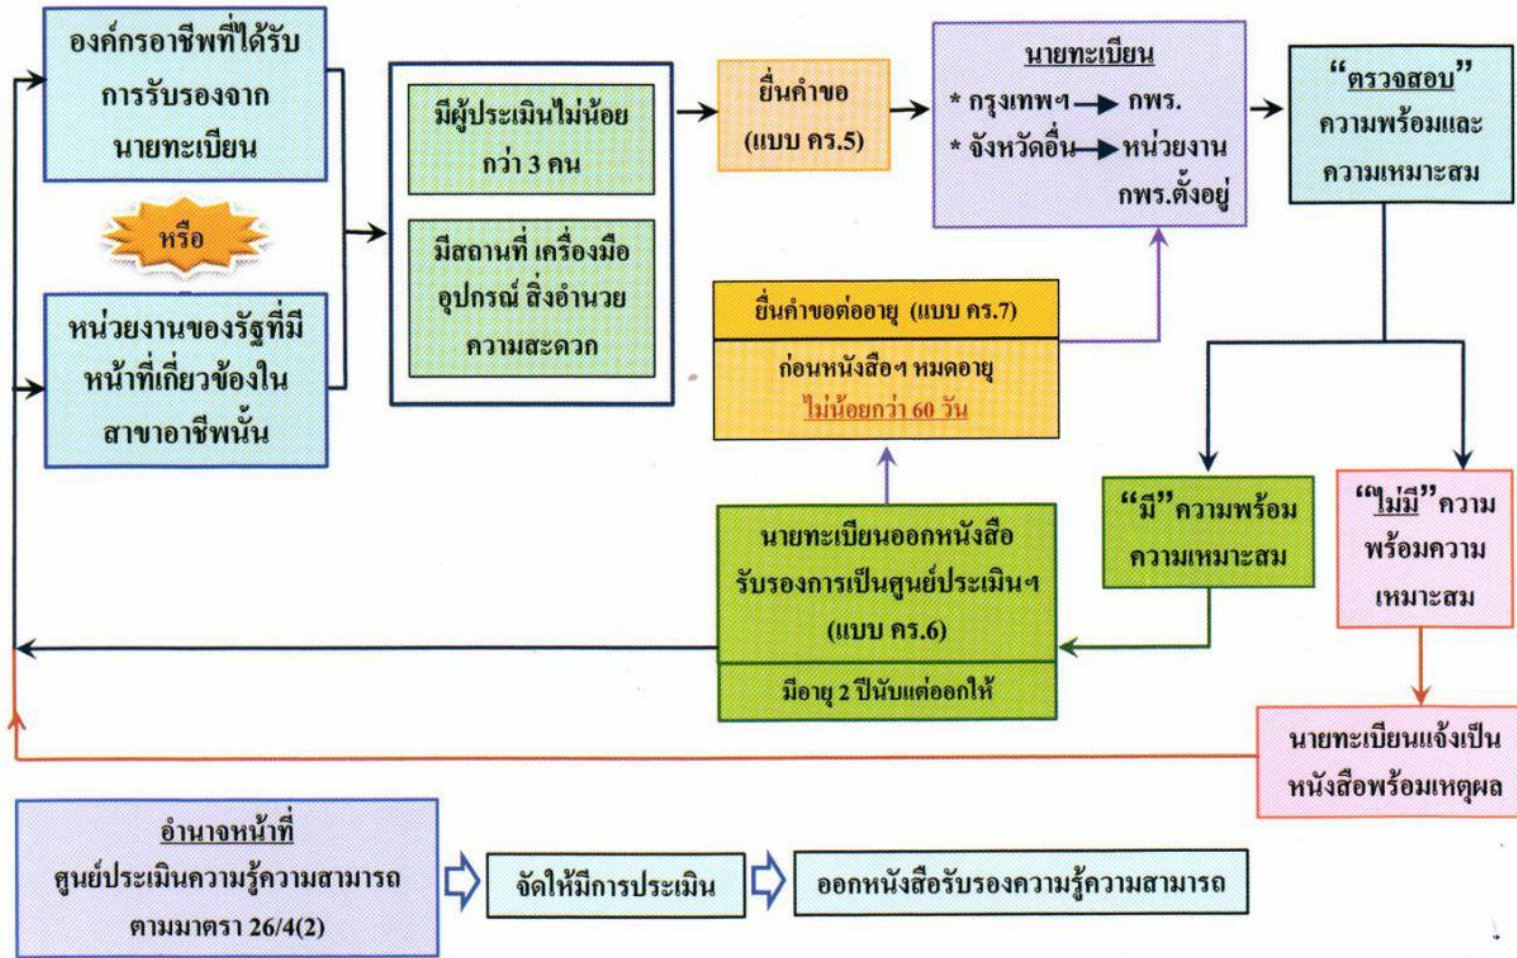 องค์กรอาชีพที่ได้รับ
การรับรองจาก
นายทะเบียน
หรือ
หน่วยงานของรัฐที่มี
หน้าที่เกี่ยวข้องใน
สาขาอาชีพนั้น
มีผู้ประเมินไม่น้อย
กว่า 3 คน
มีสถานที่ เครื่องมือ
อุปกรณ์ สิ่งอำนวย
ความสะดวก
ยื่นคำขอ
(แบบ คร.5)
นายทะเบียน
* กรุงเทพฯ กพร.
* จังหวัดอื่น หน่วยงาน
กพร.ตั้งอยู่
“ตรวจสอบ”
ความพร้อมและ
ความเหมาะสม
ยื่นคำขอต่ออายุ (แบบ คร.7)
ก่อนหนังสือฯ หมดอายุ
ไม่น้อยกว่า 60 วัน
“มี”ความพร้อม
ความเหมาะสม
“ไม่มี”ความ
พร้อมความ
เหมาะสม
นายทะเบียนออกหนังสือ
รับรองการเป็นศูนย์ประเมินฯ
(แบบ คร.6)
มีอายุ 2 ปีนับแต่ออกให้
นายทะเบียนแจ้งเป็น
หนังสือพร้อมเหตุผล
อำนาจหน้าที่
ศูนย์ประเมินความรู้ความสามารถ
ตามมาตรา 26/4(2)
จัดให้มีการประเมิน
ออกหนังสือรับรองความรู้ความสามารถ